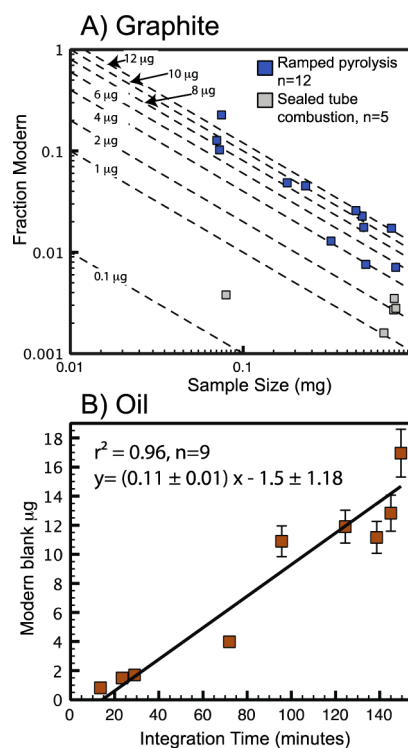 A) Graphite
1
0.1
0.01
0.001
Fraction Modern
12 µg
10 µg
8 µg
6 µg
4 µg
2 µg
1 µg
0.1 µg
Ramped pyrolysis
n=12
Sealed tube
combustion, n=5
0.01
0.1
Sample Size (mg)
B) Oil
18
16
14
12
10
8
6
4
2
0
Modern blank µg
r² = 0.96, n=9
y= (0.11 ± 0.01) x - 1.5 ± 1.18
0 20 40 60 80 100 120 140
Integration Time (minutes)